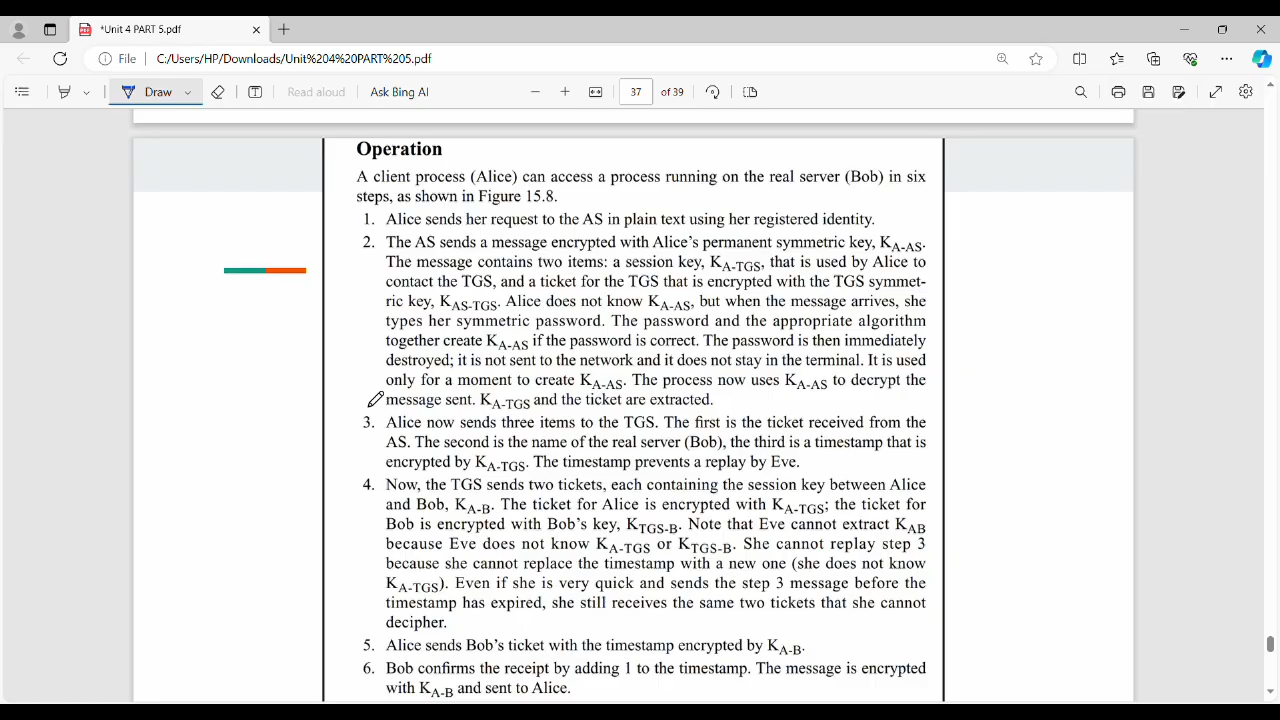 *Unit 4 PART 5.pdf
File
C:/Users/HP/Downloads/Unit%204%20PART%205.pdf
Draw
Read aloud
Ask Bing AI
37 of 39
Operation
A client process (Alice) can access a process running on the real server (Bob) in six
steps, as shown in Figure 15.8.
1. Alice sends her request to the AS in plain text using her registered identity.
2. The AS sends a message encrypted with Alice's permanent symmetric key, KA-AS.
The message contains two items: a session key, KA-TGS, that is used by Alice to
contact the TGS, and a ticket for the TGS that is encrypted with the TGS symmet-
ric key, KAS-TGS. Alice does not know KA-AS, but when the message arrives, she
types her symmetric password. The password and the appropriate algorithm
together create KA-AS if the password is correct. The password is then immediately
destroyed; it is not sent to the network and it does not stay in the terminal. It is used
only for a moment to create KA-AS. The process now uses KA-AS to decrypt the
message sent. KA-TGS and the ticket are extracted.
3. Alice now sends three items to the TGS. The first is the ticket received from the
AS. The second is the name of the real server (Bob), the third is a timestamp that is
encrypted by KA-TGS. The timestamp prevents a replay by Eve.
4. Now, the TGS sends two tickets, each containing the session key between Alice
and Bob, KA-B. The ticket for Alice is encrypted with KA-TGS; the ticket for
Bob is encrypted with Bob's key, KTGS-B. Note that Eve cannot extract KAB
because Eve does not know KA-TGS or KTGS-B. She cannot replay step 3
because she cannot replace the timestamp with a new one (she does not know
KA-TGS). Even if she is very quick and sends the step 3 message before the
timestamp has expired, she still receives the same two tickets that she cannot
decipher.
5. Alice sends Bob's ticket with the timestamp encrypted by KA-B.
6. Bob confirms the receipt by adding 1 to the timestamp. The message is encrypted
with KA-B and sent to Alice.